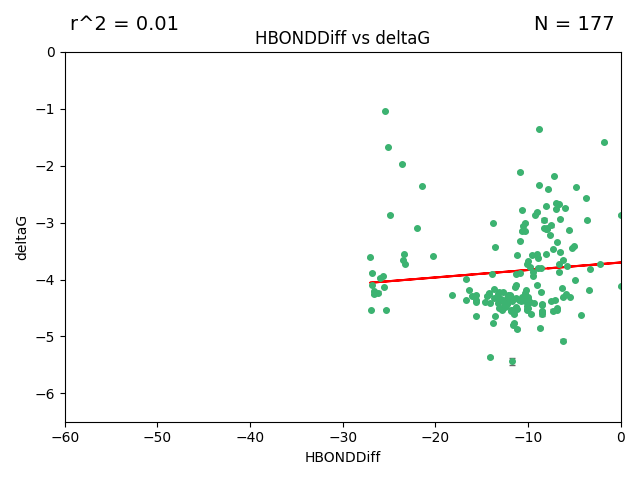 r^2 = 0.01
N = 177
HBONDDiff vs deltaG
0
−1
−2
−3
−4
−5
−6
deltaG
−60
−50
−40
−30
−20
−10
0
HBONDDiff